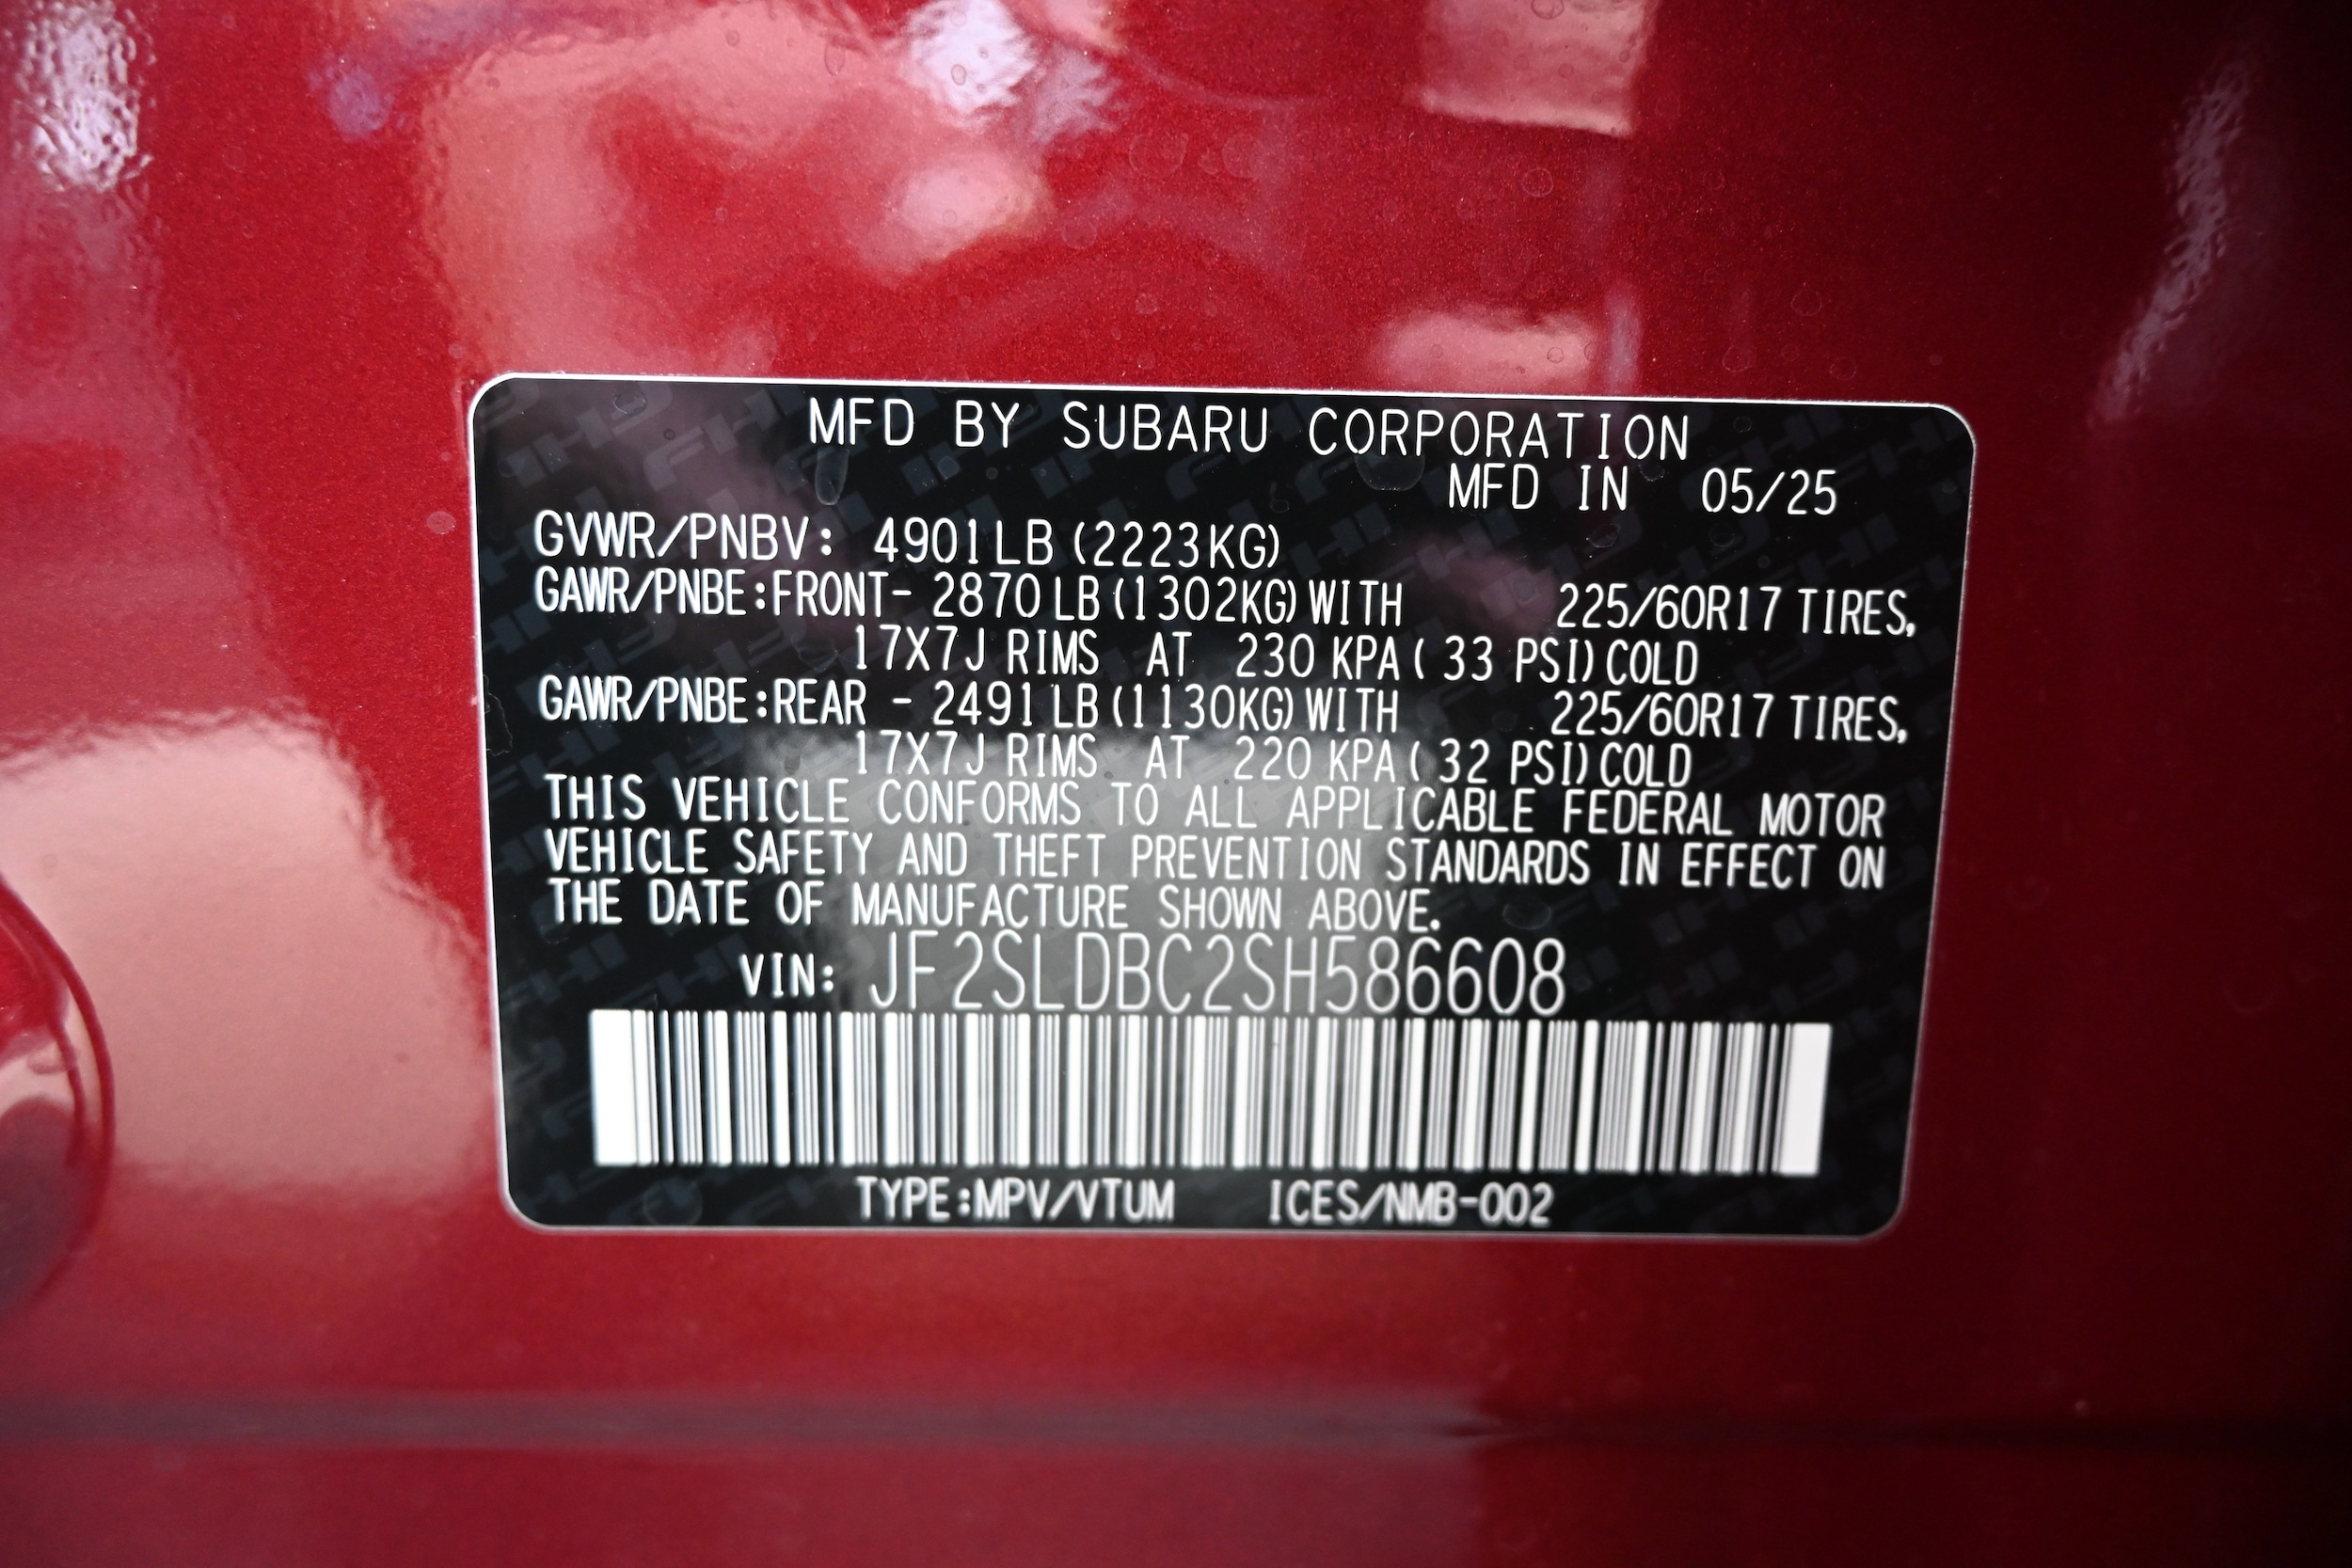 MFD BY SUBARU CORPORATION
MFD IN 05/25
GVWR/PNBV: 4901LB (2223KG)
GAWR/PNBE:FRONT- 2870 LB (1302KG) WITH 225/60R17 TIRES,
17X7J RIMS AT 230 KPA ( 33 PSI) COLD
GAWR/PNBE:REAR - 2491 LB (1130KG) WITH 225/60R17 TIRES,
17X7J RIMS AT 220 KPA ( 32 PSI) COLD
THIS VEHICLE CONFORMS TO ALL APPLICABLE FEDERAL MOTOR
VEHICLE SAFETY AND THEFT PREVENTION STANDARDS IN EFFECT ON
THE DATE OF MANUFACTURE SHOWN ABOVE.
VIN: JF2SLDBC2SH586608
TYPE:MPV/VTUM ICES/NMB-002